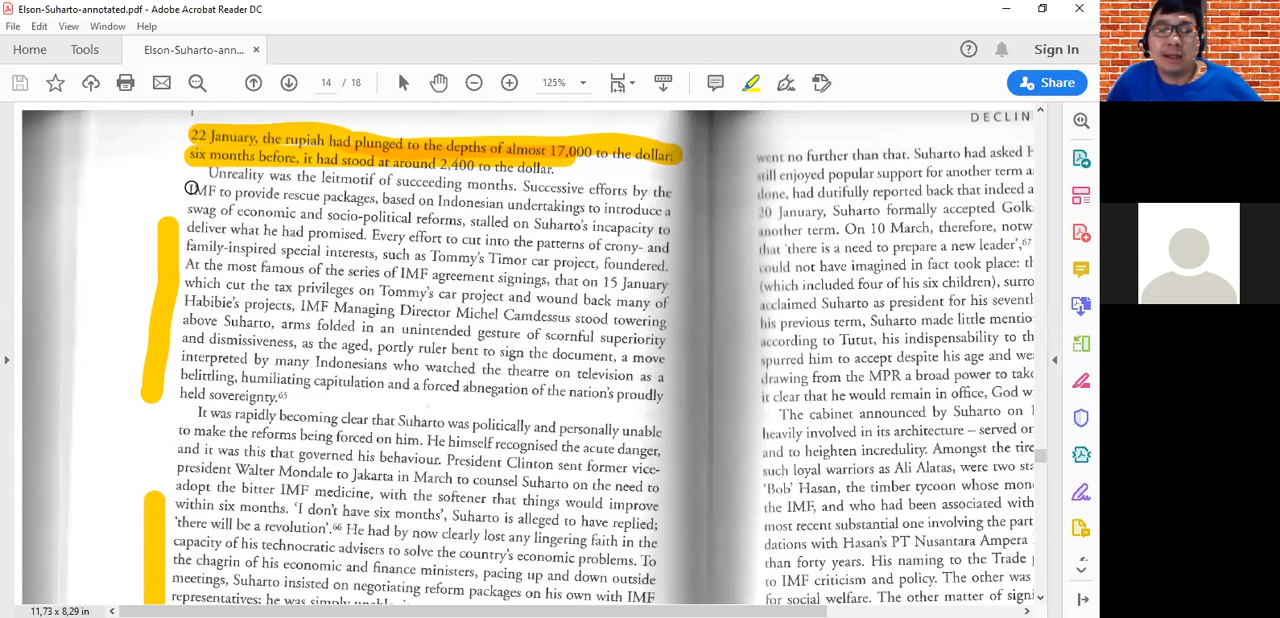 Elson-Suharto-annotated.pdf - Adobe Acrobat Reader DC
File Edit View Window Help
Home Tools Elson-Suharto-ann... × Sign In
14 / 18 125% Share
DECLIN
22 January, the rupiah had plunged to the depths of almost 17,000 to the dollar;
six months before, it had stood at around 2,400 to the dollar.
Unreality was the leitmotif of succeeding months. Successive efforts by the
IMF to provide rescue packages, based on Indonesian undertakings to introduce a
swag of economic and socio-political reforms, stalled on Suharto's incapacity to
deliver what he had promised. Every effort to cut into the patterns of crony- and
family-inspired special interests, such as Tommy's Timor car project, foundered.
At the most famous of the series of IMF agreement signings, that on 15 January
which cut the tax privileges on Tommy's car project and wound back many of
Habibie's projects, IMF Managing Director Michel Camdessus stood towering
above Suharto, arms folded in an unintended gesture of scornful superiority
and dismissiveness, as the aged, portly ruler bent to sign the document, a move
interpreted by many Indonesians who watched the theatre on television as a
belittling, humiliating capitulation and a forced abnegation of the nation's proudly
held sovereignty.65
It was rapidly becoming clear that Suharto was politically and personally unable
to make the reforms being forced on him. He himself recognised the acute danger,
and it was this that governed his behaviour. President Clinton sent former vice-
president Walter Mondale to Jakarta in March to counsel Suharto on the need to
adopt the bitter IMF medicine, with the softener that things would improve
within six months. 'I don't have six months', Suharto is alleged to have replied;
'there will be a revolution'.66 He had by now clearly lost any lingering faith in the
capacity of his technocratic advisers to solve the country's economic problems. To
the chagrin of his economic and finance ministers, pacing up and down outside
meetings, Suharto insisted on negotiating reform packages on his own with IMF
representatives; he was simply
went no further than that. Suharto had asked
still enjoyed popular support for another term a
done, had dutifully reported back that indeed a
20 January, Suharto formally accepted Golk
another term. On 10 March, therefore, notw
that 'there is a need to prepare a new leader',67
could not have imagined in fact took place: th
(which included four of his six children), surro
acclaimed Suharto as president for his seventh
his previous term, Suharto made little mentio
according to Tutut, his indispensability to th
spurred him to accept despite his age and we
drawing from the MPR a broad power to take
it clear that he would remain in office, God w
The cabinet announced by Suharto on
heavily involved in its architecture – served on
and to heighten incredulity. Amongst the tire
such loyal warriors as Ali Alatas, were two sta
'Bob' Hasan, the timber tycoon whose mon
the IMF, and who had been associated with
most recent substantial one involving the part
dations with Hasan's PT Nusantara Ampera
than forty years. His naming to the Trade
to IMF criticism and policy. The other was
for social welfare. The other matter of signi
11,73 x 8,29 in